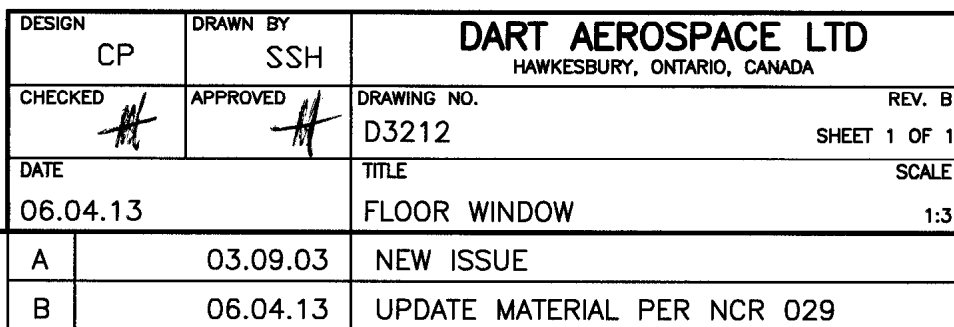 DESIGN
CP
DRAWN BY
SSH
DART AEROSPACE LTD
HAWKESBURY, ONTARIO, CANADA
CHECKED
APPROVED
DRAWING NO.
D3212
REV. B
SHEET 1 OF 1
DATE
06.04.13
TITLE
FLOOR WINDOW
SCALE
1:3
A 03.09.03 NEW ISSUE
B 06.04.13 UPDATE MATERIAL PER NCR 029